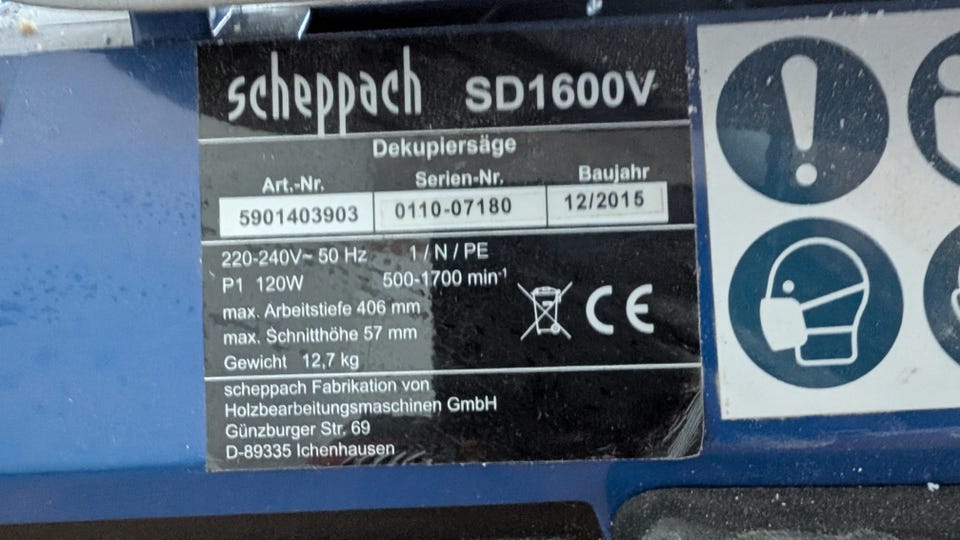 scheppach SD1600V
Dekupiersäge
Art.-Nr. Serien-Nr. Baujahr
5901403903 0110-07180 12/2015
220-240V~ 50 Hz 1 / N / PE
P1 120W 500-1700 min⁻¹
max. Arbeitstiefe 406 mm
max. Schnitthöhe 57 mm
Gewicht 12,7 kg
CE
scheppach Fabrikation von
Holzbearbeitungsmaschinen GmbH
Günzburger Str. 69
D-89335 Ichenhausen